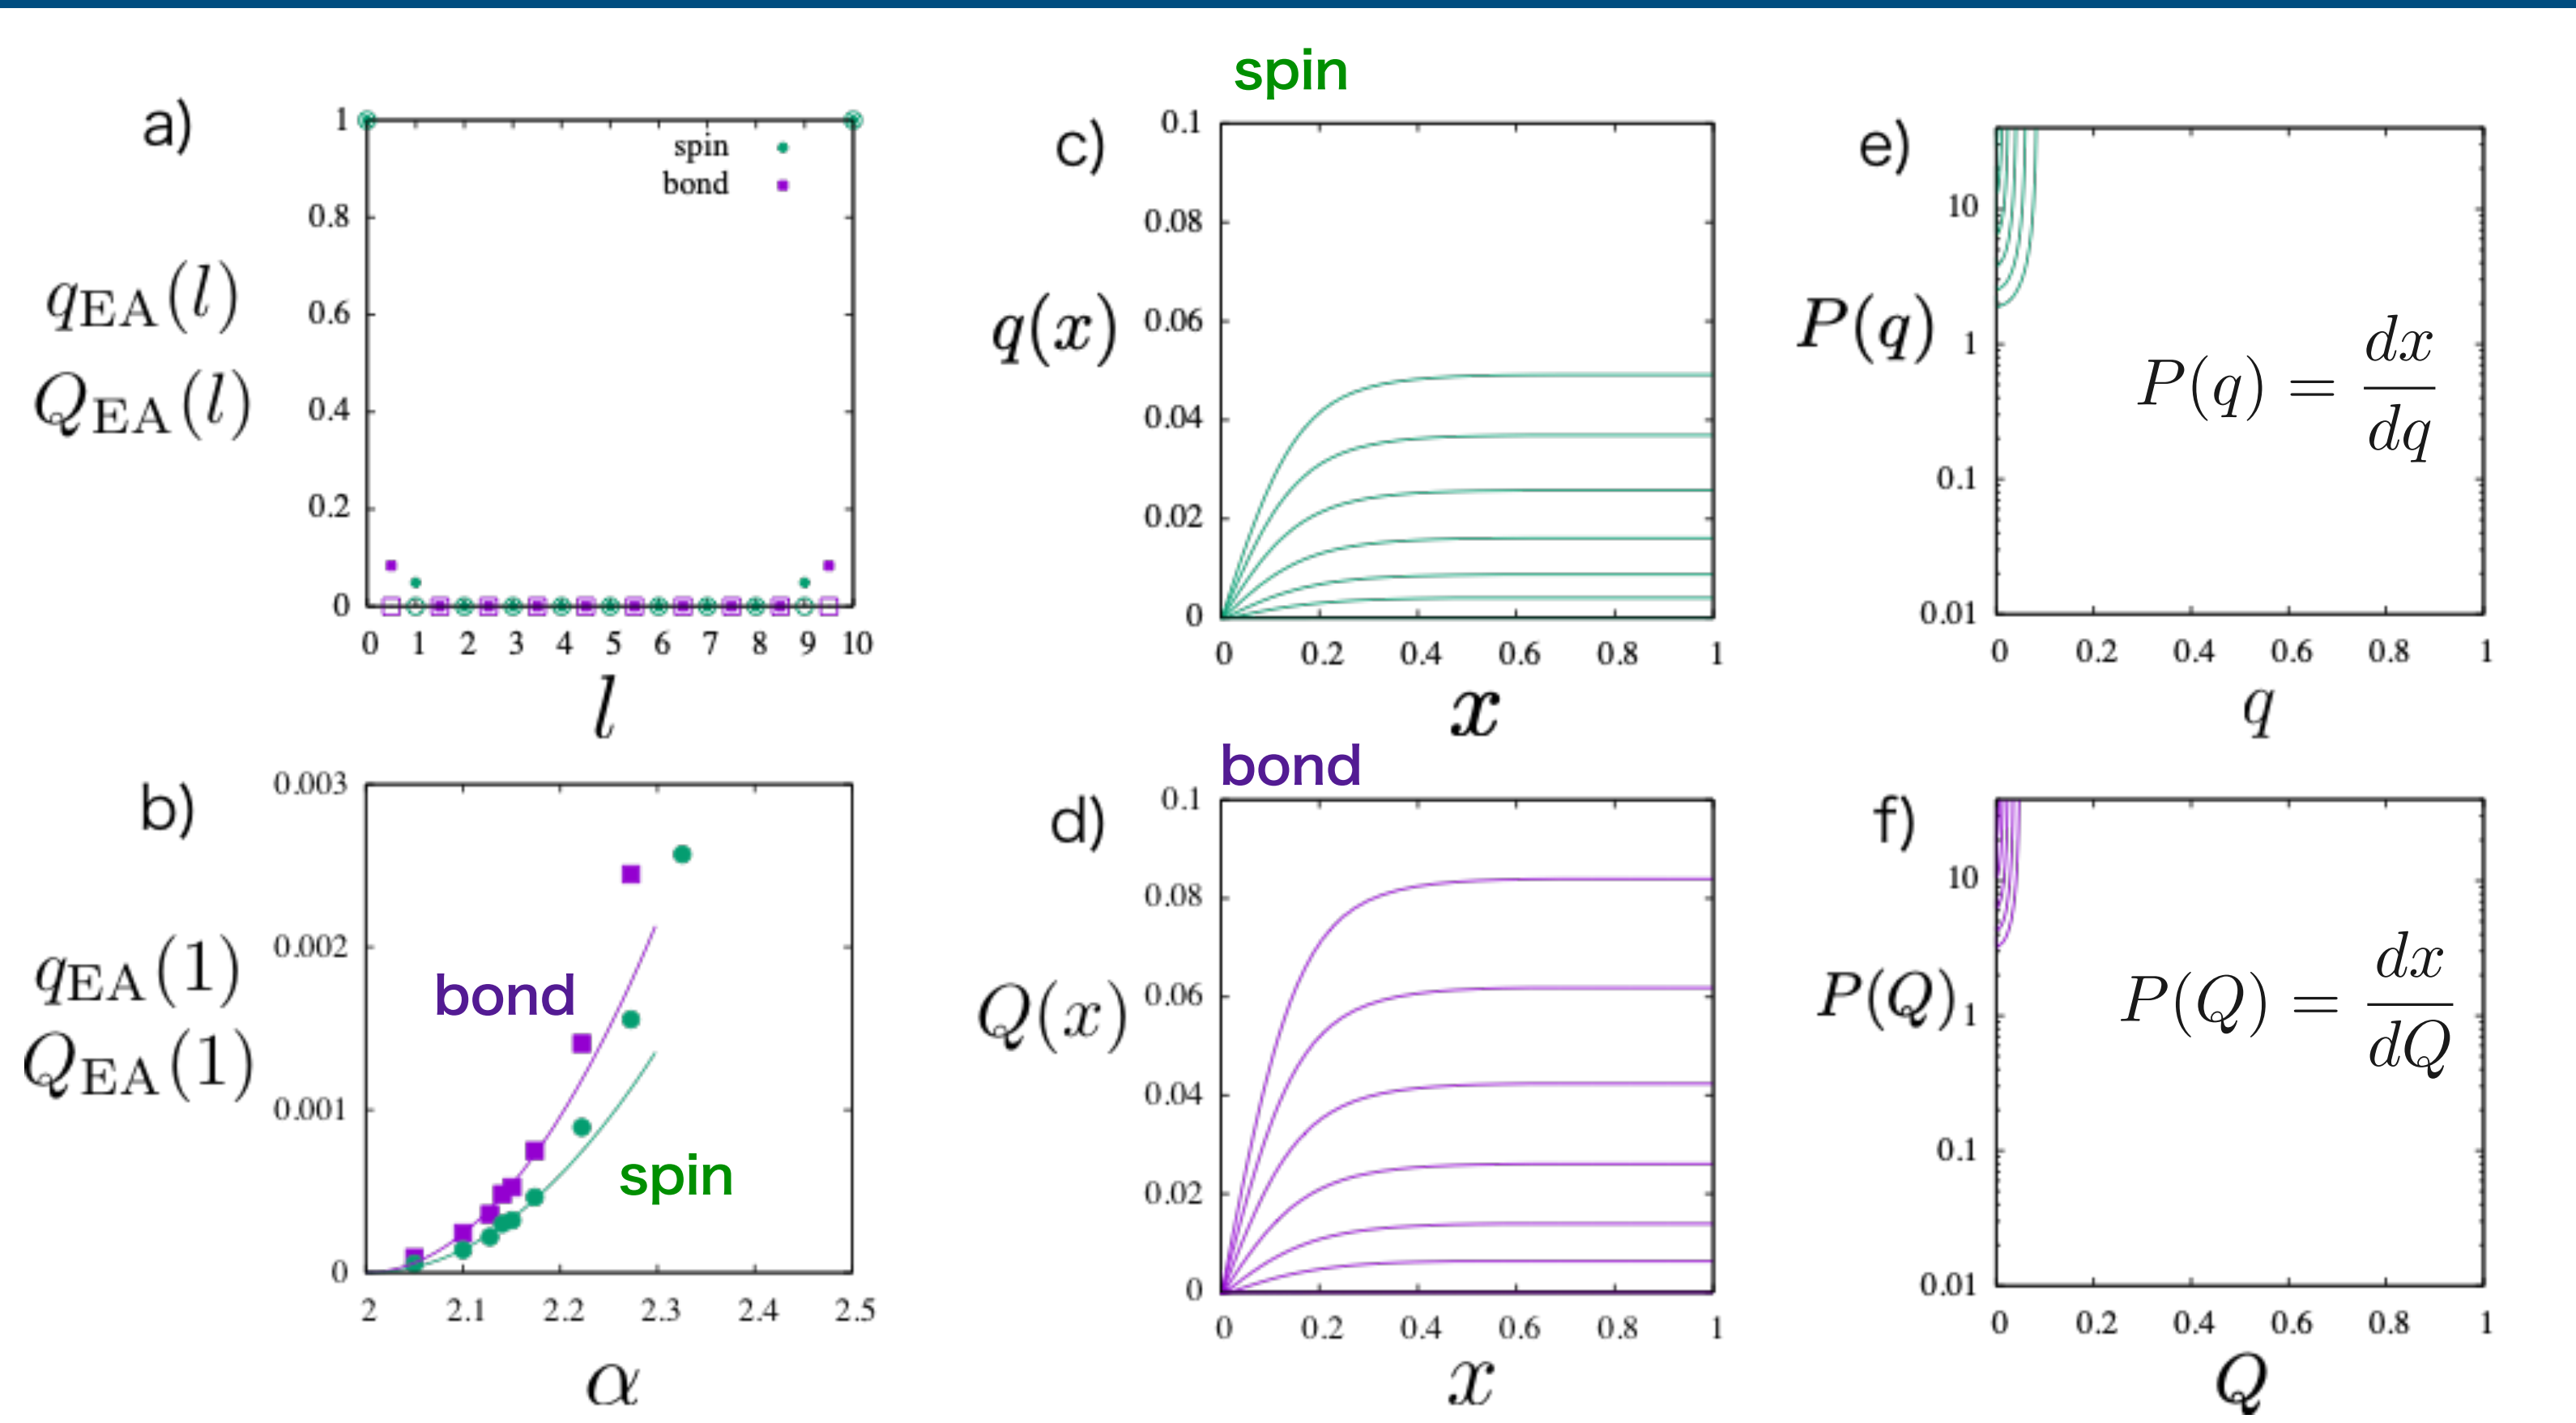 a)
q_EA(l)
Q_EA(l)
1
0.8
0.6
0.4
0.2
0
spin
bond
0 1 2 3 4 5 6 7 8 9 10
l
b)
q_EA(1)
Q_EA(1)
0.003
0.002
0.001
0
bond
spin
2 2.1 2.2 2.3 2.4 2.5
α
spin
c)
q(x)
0.1
0.08
0.06
0.04
0.02
0
0 0.2 0.4 0.6 0.8 1
x
bond
d)
Q(x)
0.1
0.08
0.06
0.04
0.02
0
0 0.2 0.4 0.6 0.8 1
x
e)
P(q)
10
1
0.1
0.01
P(q) = dx/dq
0 0.2 0.4 0.6 0.8 1
q
f)
P(Q)
10
1
0.1
0.01
P(Q) = dx/dQ
0 0.2 0.4 0.6 0.8 1
Q